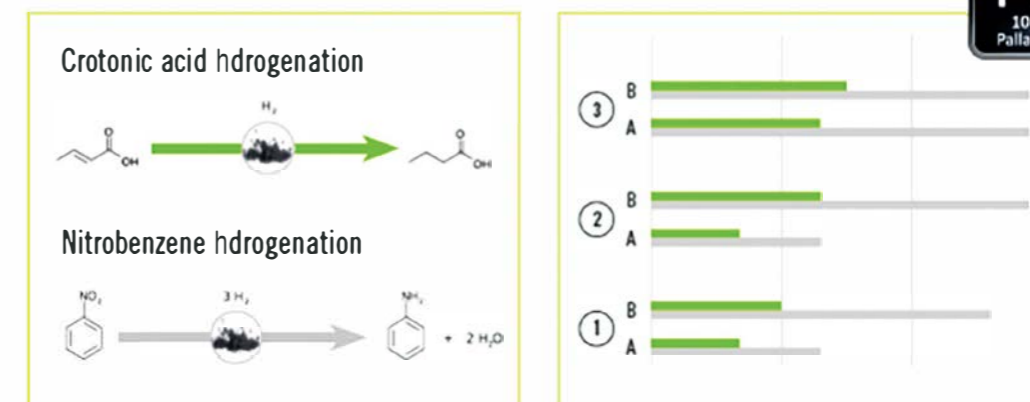 Crotonic acid hdrogenation
H₂
O
OH
O
OH
Nitrobenzene hdrogenation
NO₂
3 H₂
NH₂
+ 2 H₂O
10
Palla
3
B
A
2
B
A
1
B
A